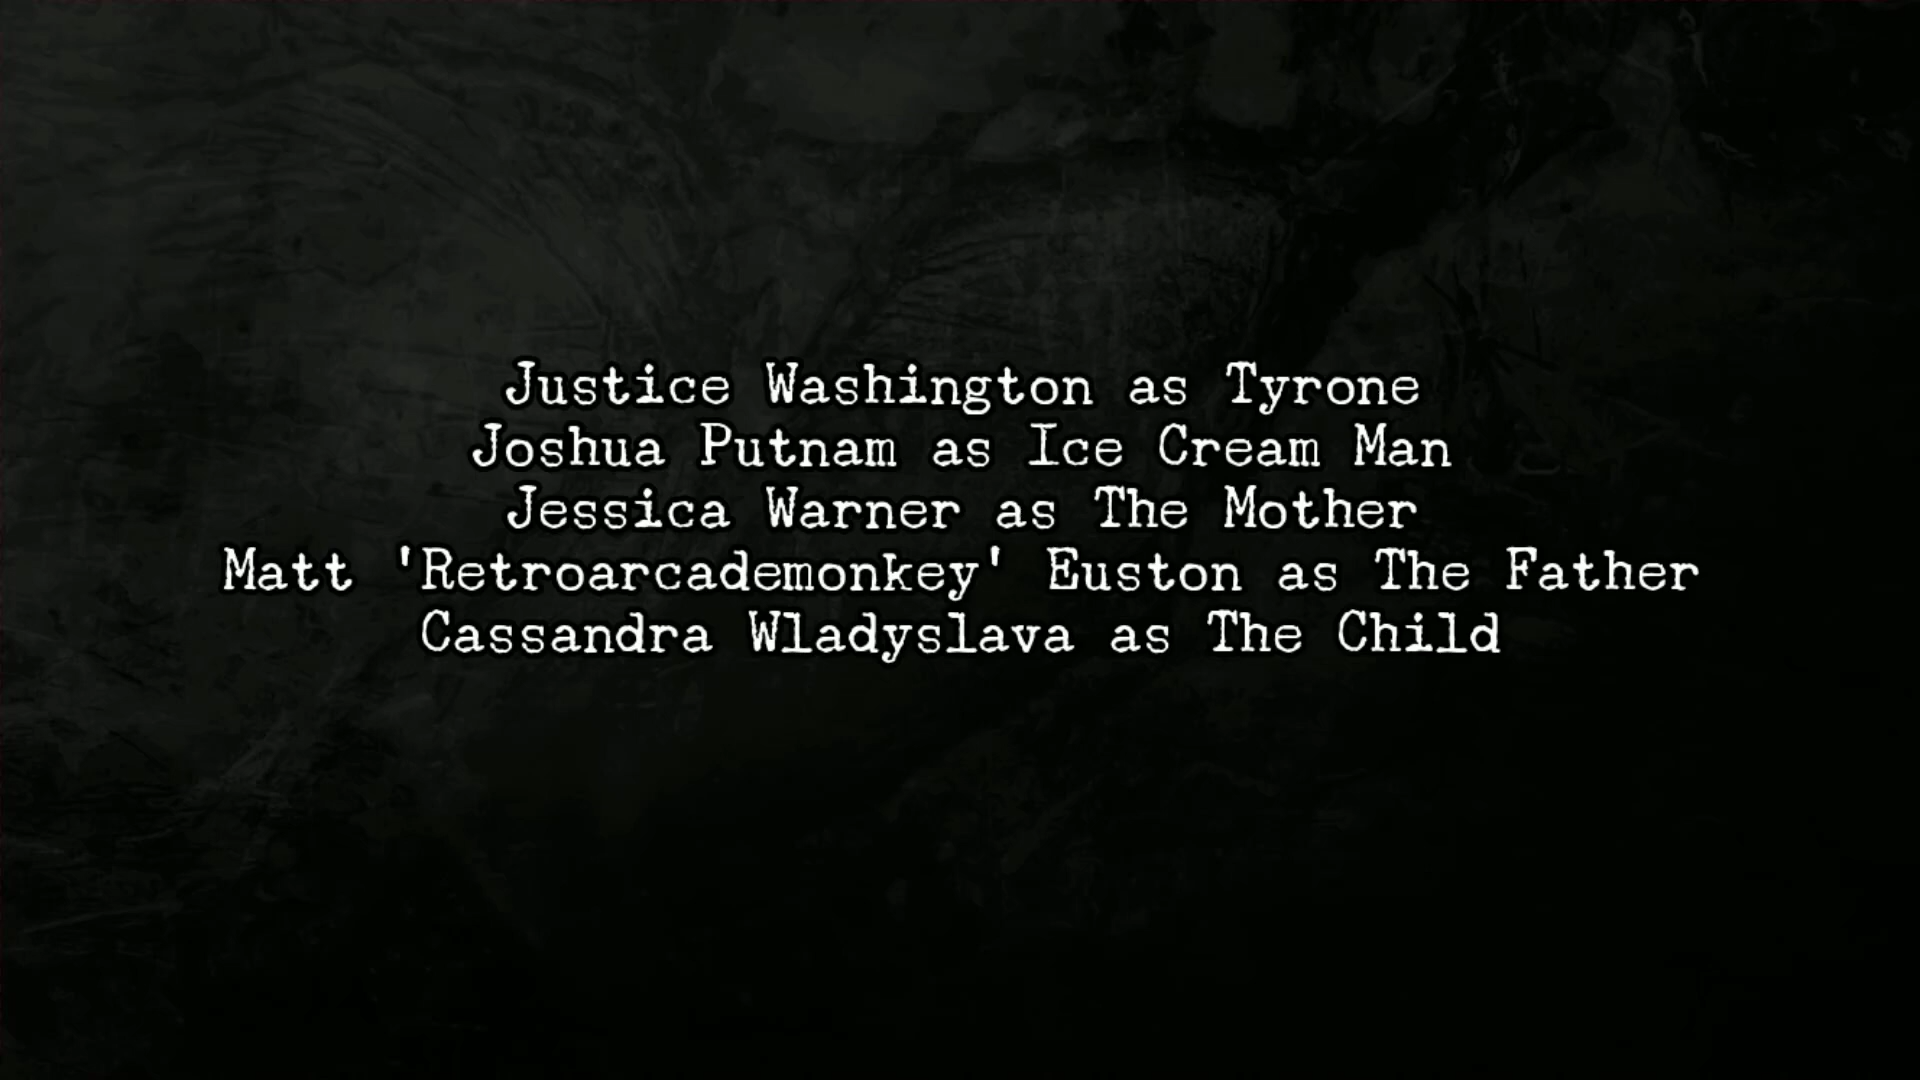 Justice Washington as Tyrone
Joshua Putnam as Ice Cream Man
Jessica Warner as The Mother
Matt 'Retroarcademonkey' Euston as The Father
Cassandra Wladyslava as The Child